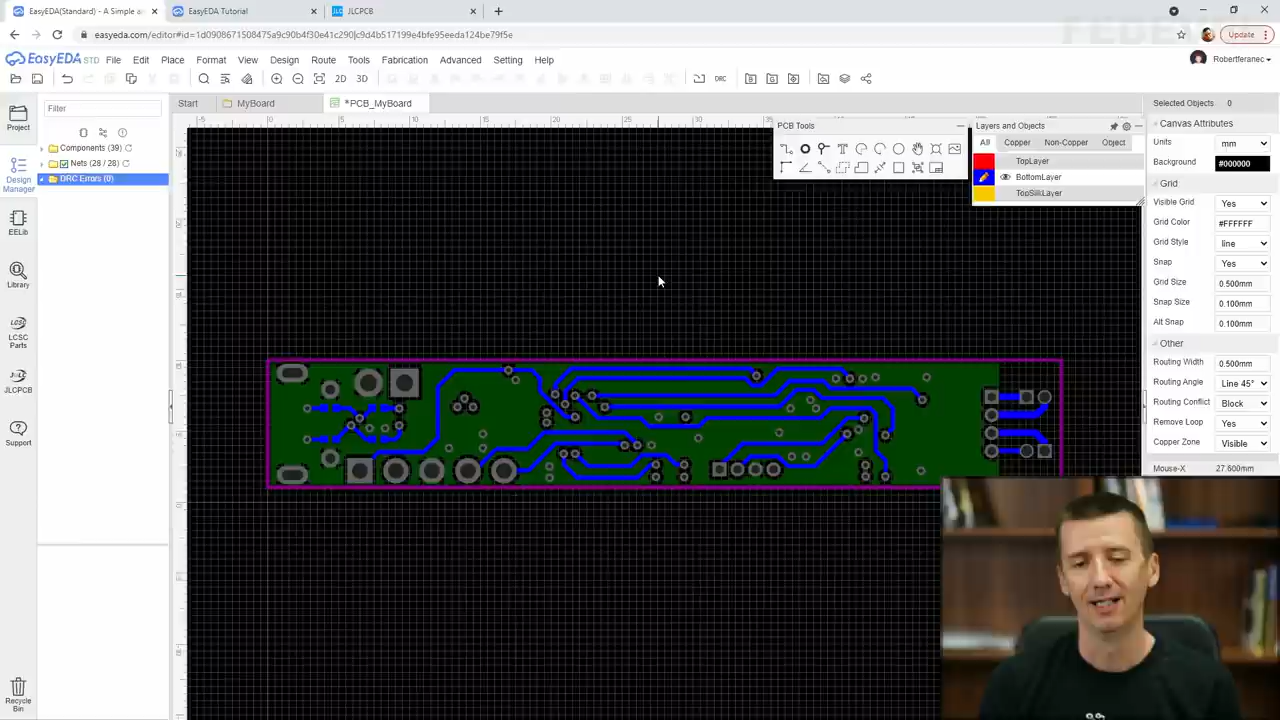 EasyEDA(Standard) - A Simple a
EasyEDA Tutorial
JLCPCB
easyeda.com/editor#id=1d0908671508475a9c90b4f30e41c290|c9d4b517199e4bfe95eeda124be79f5e
Update
FEDEVEL
EasyEDA STD
File Edit View Place Format View Design Route Tools Fabrication Advanced Setting Help
Robertferanec
2D 3D DRC
Filter
Start
MyBoard
*PCB_MyBoard
Project
Components (39)
Nets (28 / 28)
DRC Errors (0)
Design Manager
EELib
Library
LCSC Parts
JLCPCB
Support
Recycle Bin
PCB Tools
Layers and Objects
All Copper Non-Copper Object
TopLayer
BottomLayer
TopSilkLayer
Selected Objects 0
Canvas Attributes
Units mm
Background #000000
Grid
Visible Grid Yes
Grid Color #FFFFFF
Grid Style line
Snap Yes
Grid Size 0.500mm
Snap Size 0.100mm
Alt Snap 0.100mm
Other
Routing Width 0.500mm
Routing Angle Line 45°
Routing Conflict Block
Remove Loop Yes
Copper Zone Visible
Mouse-X 27.600mm